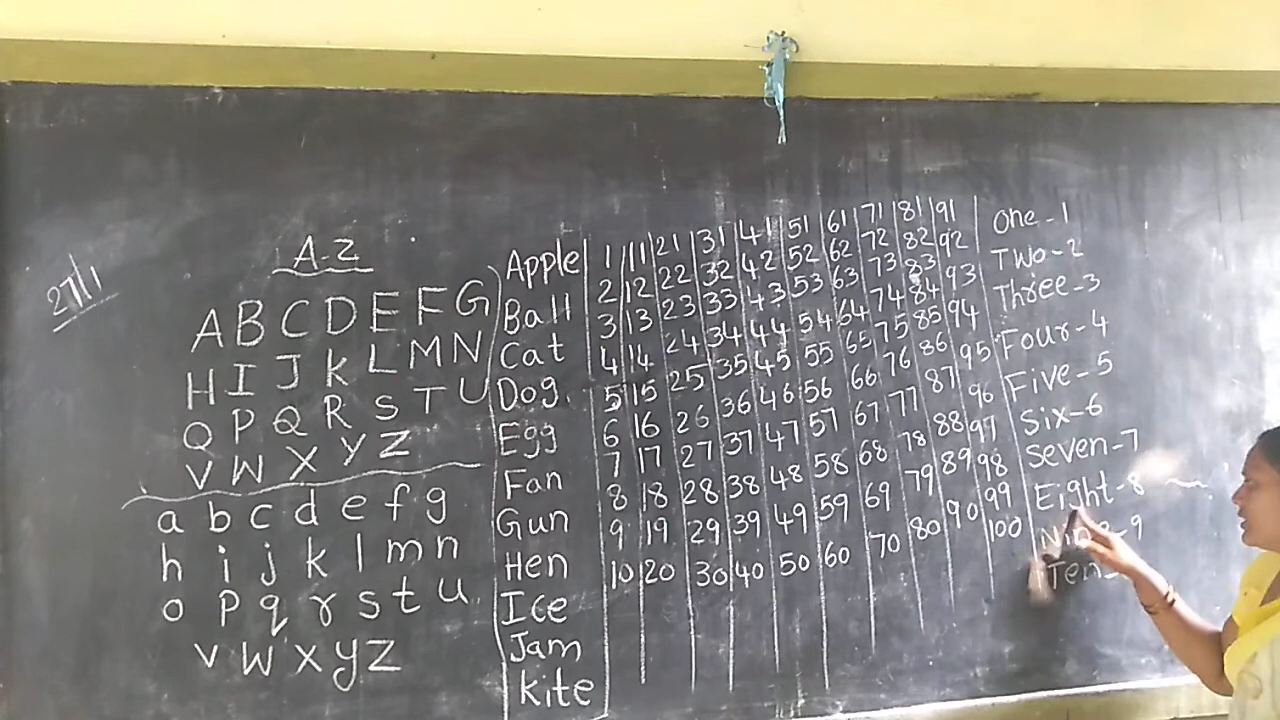 27/1
A-Z
A B C D E F G
H I J K L M N
Q P Q R S T U
V W X Y Z
a b c d e f g
h i j k l m n
o p q r s t u
v w x y z
Apple
Ball
Cat
Dog
Egg
Fan
Gun
Hen
Ice
Jam
Kite
1 11 21 31 41 51 61 71 81 91
2 12 22 32 42 52 62 72 82 92
3 13 23 33 43 53 63 73 83 93
4 14 24 34 44 54 64 74 84 94
5 15 25 35 45 55 65 75 85 95
6 16 26 36 46 56 66 76 86 96
7 17 27 37 47 57 67 77 87 97
8 18 28 38 48 58 68 78 88 98
9 19 29 39 49 59 69 79 89 99
10 20 30 40 50 60 70 80 90 100
One-1
Two-2
Three-3
Four-4
Five-5
Six-6
Seven-7
Eight-8
Nine-9
Ten-